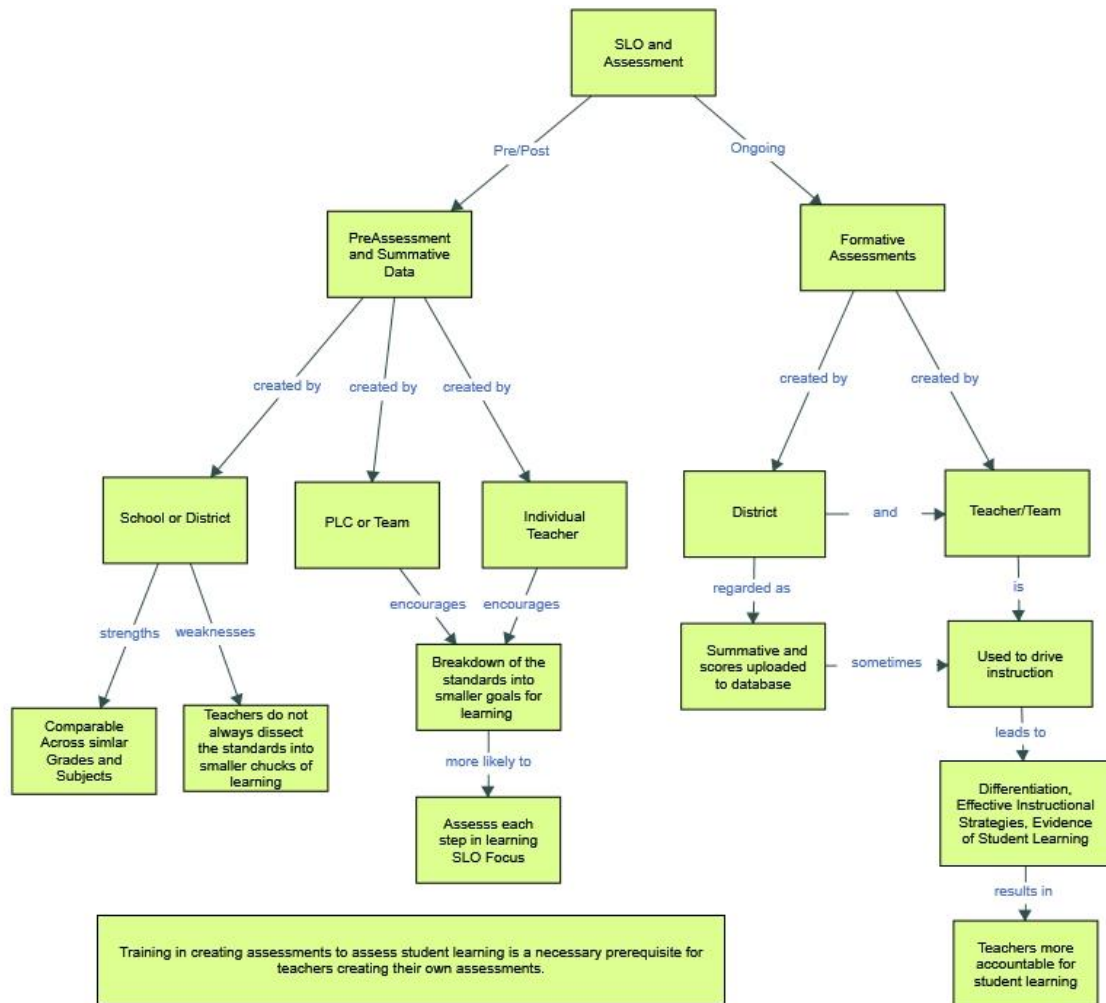 SLO and
Assessment
Pre/Post
Ongoing
PreAssessment
and Summative
Data
Formative
Assessments
created by
created by
created by
created by
created by
School or District
PLC or Team
Individual
Teacher
District
and
Teacher/Team
strengths
weaknesses
encourages
encourages
regarded as
is
Comparable
Across simlar
Grades and
Subjects
Teachers do not
always dissect
the standards into
smaller chucks of
learning
Breakdown of the
standards into
smaller goals for
learning
Summative and
scores uploaded
to database
sometimes
Used to drive
instruction
more likely to
leads to
Assesss each
step in learning
SLO Focus
Differentiation,
Effective Instructional
Strategies, Evidence
of Student Learning
results in
Training in creating assessments to assess student learning is a necessary prerequisite for
teachers creating their own assessments.
Teachers more
accountable for
student learning